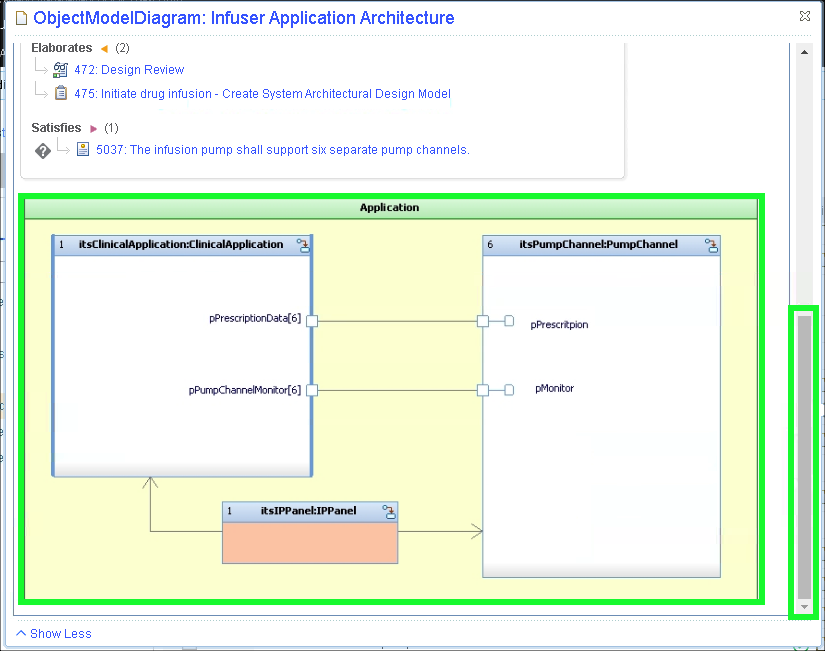 ObjectModelDiagram: Infuser Application Architecture
Elaborates (2)
472: Design Review
475: Initiate drug infusion - Create System Architectural Design Model
Satisfies (1)
5037: The infusion pump shall support six separate pump channels.
Application
1 itsClinicalApplication:ClinicalApplication
6 itsPumpChannel:PumpChannel
pPrescriptionData[6]
pPrescritpion
pPumpChannelMonitor[6]
pMonitor
1 itsIPPanel:IPPanel
Show Less